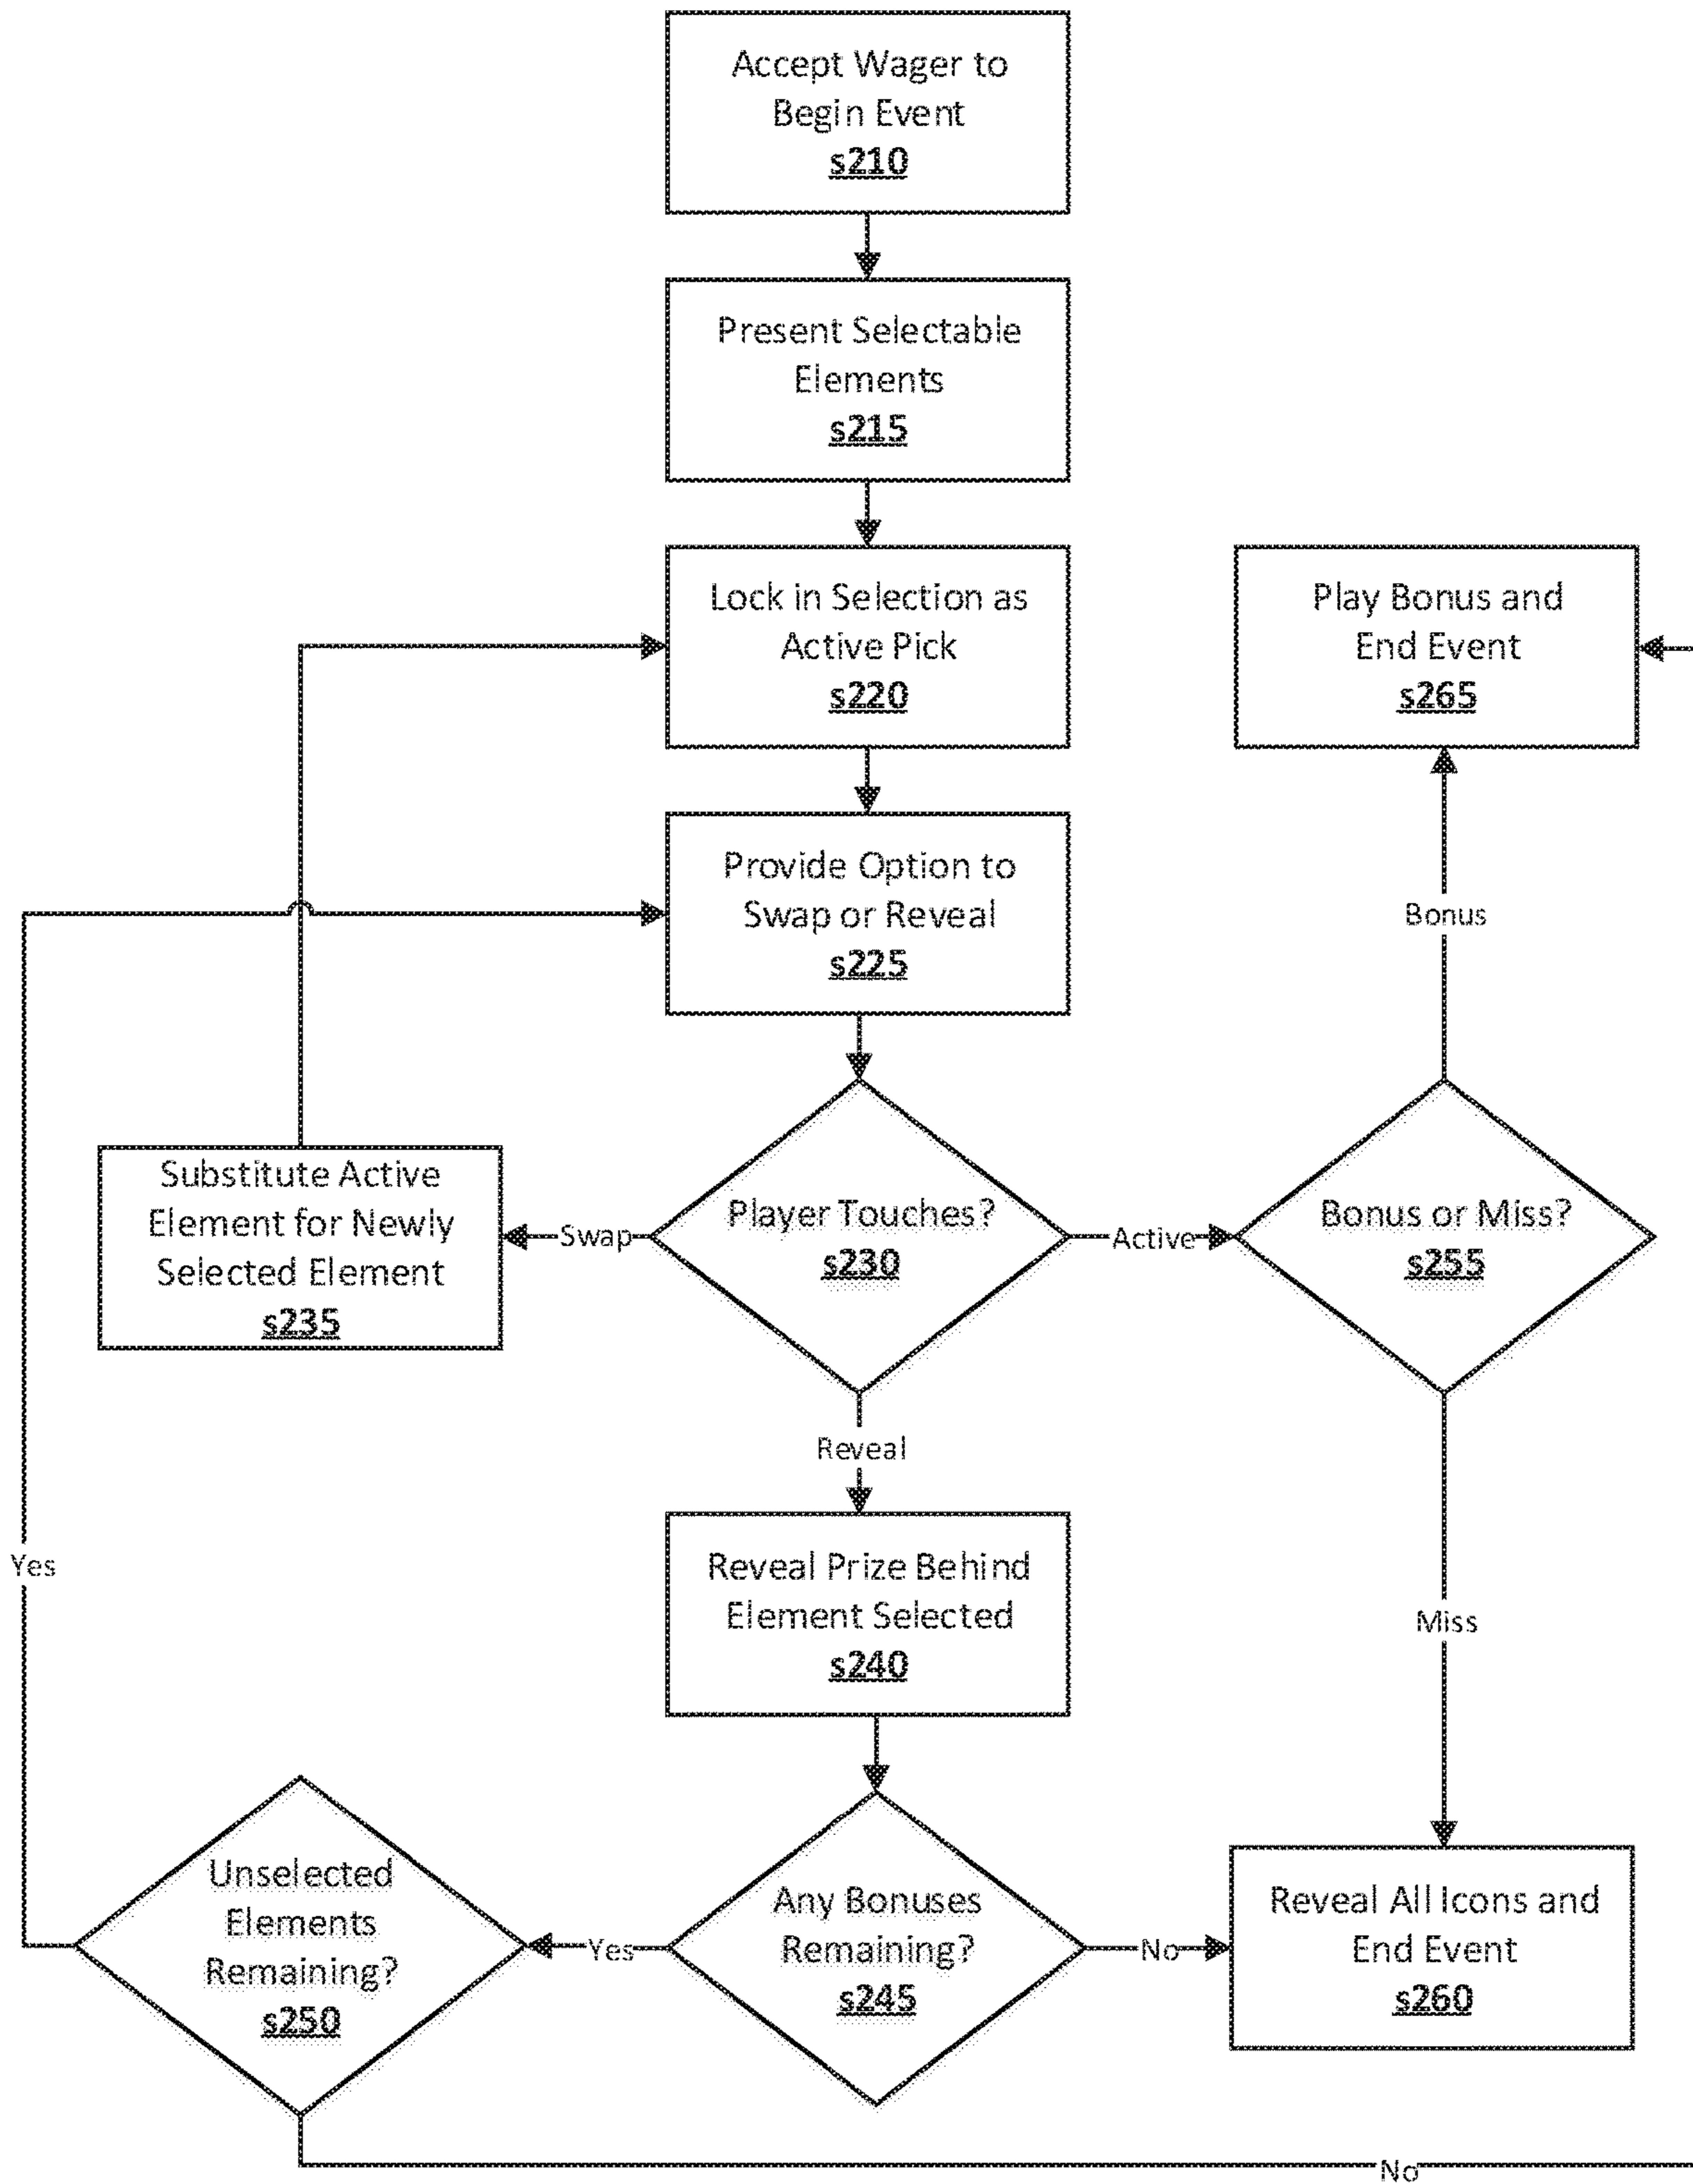 Accept Wager to
Begin Event
s210
Present Selectable
Elements
s215
Lock in Selection as
Active Pick
s220
Play Bonus and
End Event
s265
Provide Option to
Swap or Reveal
s225
Bonus
Substitute Active
Element for Newly
Selected Element
s235
Swap
Player Touches?
s230
Active
Bonus or Miss?
s255
Reveal
Yes
Reveal Prize Behind
Element Selected
s240
Miss
Unselected
Elements
Remaining?
s250
Yes
Any Bonuses
Remaining?
s245
No
Reveal All Icons and
End Event
s260
No